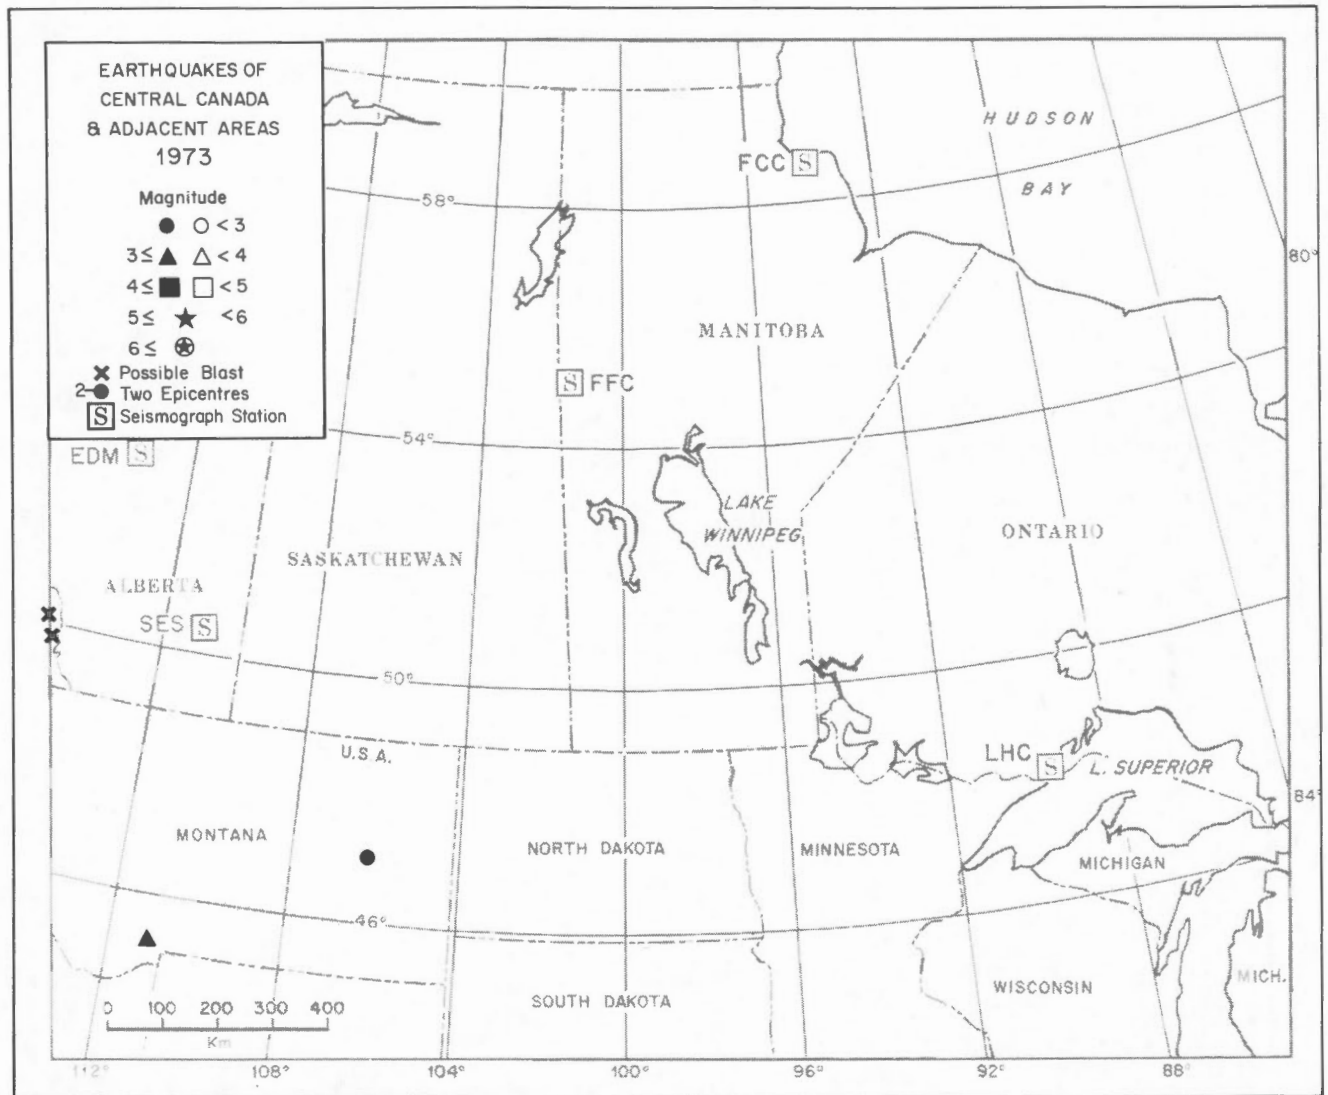 EARTHQUAKES OF
CENTRAL CANADA
& ADJACENT AREAS
1973
Magnitude
< 3
3 ≤ < 4
4 ≤ < 5
5 ≤ < 6
6 ≤
Possible Blast
2 Two Epicentres
S Seismograph Station
HUDSON
BAY
FCC S
58°
80°
MANITOBA
S FFC
54°
EDM S
LAKE
WINNIPEG
ONTARIO
SASKATCHEWAN
ALBERTA
SES S
50°
U.S.A.
LHC S
L. SUPERIOR
84°
MONTANA
NORTH DAKOTA
MINNESOTA
MICHIGAN
46°
MICH.
WISCONSIN
SOUTH DAKOTA
0 100 200 300 400
Km
112° 108° 104° 100° 96° 92° 88°